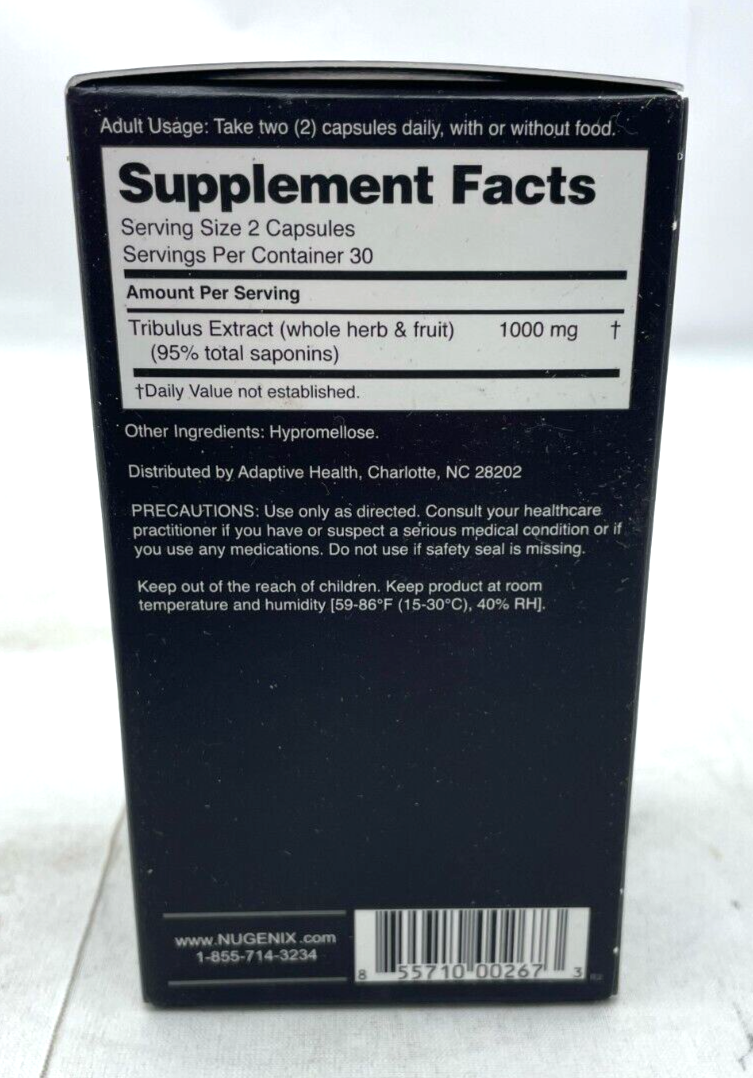 Adult Usage: Take two (2) capsules daily, with or without food.
Supplement Facts
Serving Size 2 Capsules
Servings Per Container 30
Amount Per Serving
Tribulus Extract (whole herb & fruit) 1000 mg †
(95% total saponins)
†Daily Value not established.
Other Ingredients: Hypromellose.
Distributed by Adaptive Health, Charlotte, NC 28202
PRECAUTIONS: Use only as directed. Consult your healthcare
practitioner if you have or suspect a serious medical condition or if
you use any medications. Do not use if safety seal is missing.
Keep out of the reach of children. Keep product at room
temperature and humidity [59-86°F (15-30°C), 40% RH].
www.NUGENIX.com
1-855-714-3234
8 55710 00267 3